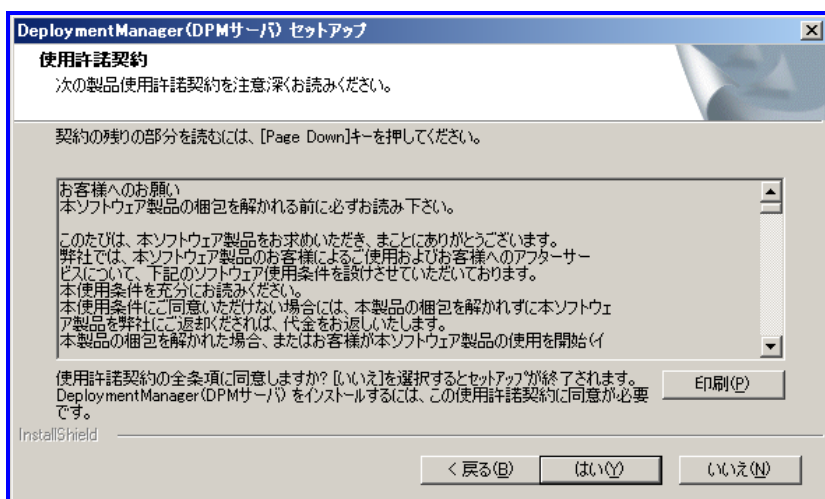 DeploymentManager(DPMサーバ) セットアップ
使用許諾契約
次の製品使用許諾契約を注意深くお読みください。
契約の残りの部分を読むには、[Page Down]キーを押してください。
お客様へのお願い
本ソフトウェア製品の梱包を解かれる前に必ずお読み下さい。
このたびは、本ソフトウェア製品をお求めいただき、まことにありがとうございます。
弊社では、本ソフトウェア製品のお客様によるご使用およびお客様へのアフターサー
ビスについて、下記のソフトウェア使用条件を設けさせていただいております。
本使用条件を充分にお読みください。
本使用条件にご同意いただけない場合には、本製品の梱包を解かれずに本ソフトウェ
ア製品を弊社にご返却くだされば、代金をお返しいたします。
本製品の梱包を解かれた場合、またはお客様が本ソフトウェア製品の使用を開始(イ
使用許諾契約の全条項に同意しますか? [いいえ]を選択するとセットアップが終了されます。
DeploymentManager(DPMサーバ) をインストールするには、この使用許諾契約に同意が必要
です。
印刷(P)
InstallShield
< 戻る(B)
はい(Y)
いいえ(N)